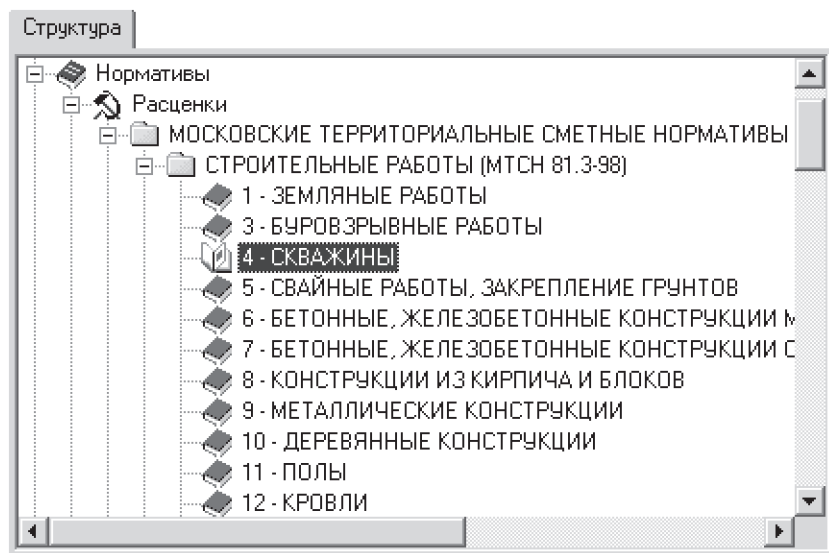 Структура
Нормативы
Расценки
МОСКОВСКИЕ ТЕРРИТОРИАЛЬНЫЕ СМЕТНЫЕ НОРМАТИВЫ
СТРОИТЕЛЬНЫЕ РАБОТЫ (МТСН 81.3-98)
1 - ЗЕМЛЯНЫЕ РАБОТЫ
3 - БУРОВЗРЫВНЫЕ РАБОТЫ
4 - СКВАЖИНЫ
5 - СВАЙНЫЕ РАБОТЫ, ЗАКРЕПЛЕНИЕ ГРУНТОВ
6 - БЕТОННЫЕ, ЖЕЛЕЗОБЕТОННЫЕ КОНСТРУКЦИИ М
7 - БЕТОННЫЕ, ЖЕЛЕЗОБЕТОННЫЕ КОНСТРУКЦИИ С
8 - КОНСТРУКЦИИ ИЗ КИРПИЧА И БЛОКОВ
9 - МЕТАЛЛИЧЕСКИЕ КОНСТРУКЦИИ
10 - ДЕРЕВЯННЫЕ КОНСТРУКЦИИ
11 - ПОЛЫ
12 - КРОВЛИ